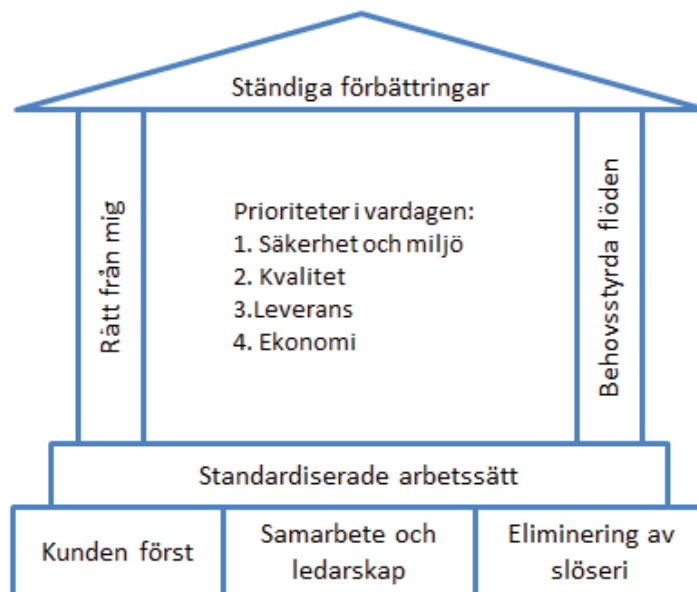 Ständiga förbättringar
Rätt från mig
Prioriteter i vardagen:
1. Säkerhet och miljö
2. Kvalitet
3.Leverans
4. Ekonomi
Behovsstyrda flöden
Standardiserade arbetssätt
Kunden först
Samarbete och
ledarskap
Eliminering av
slöseri